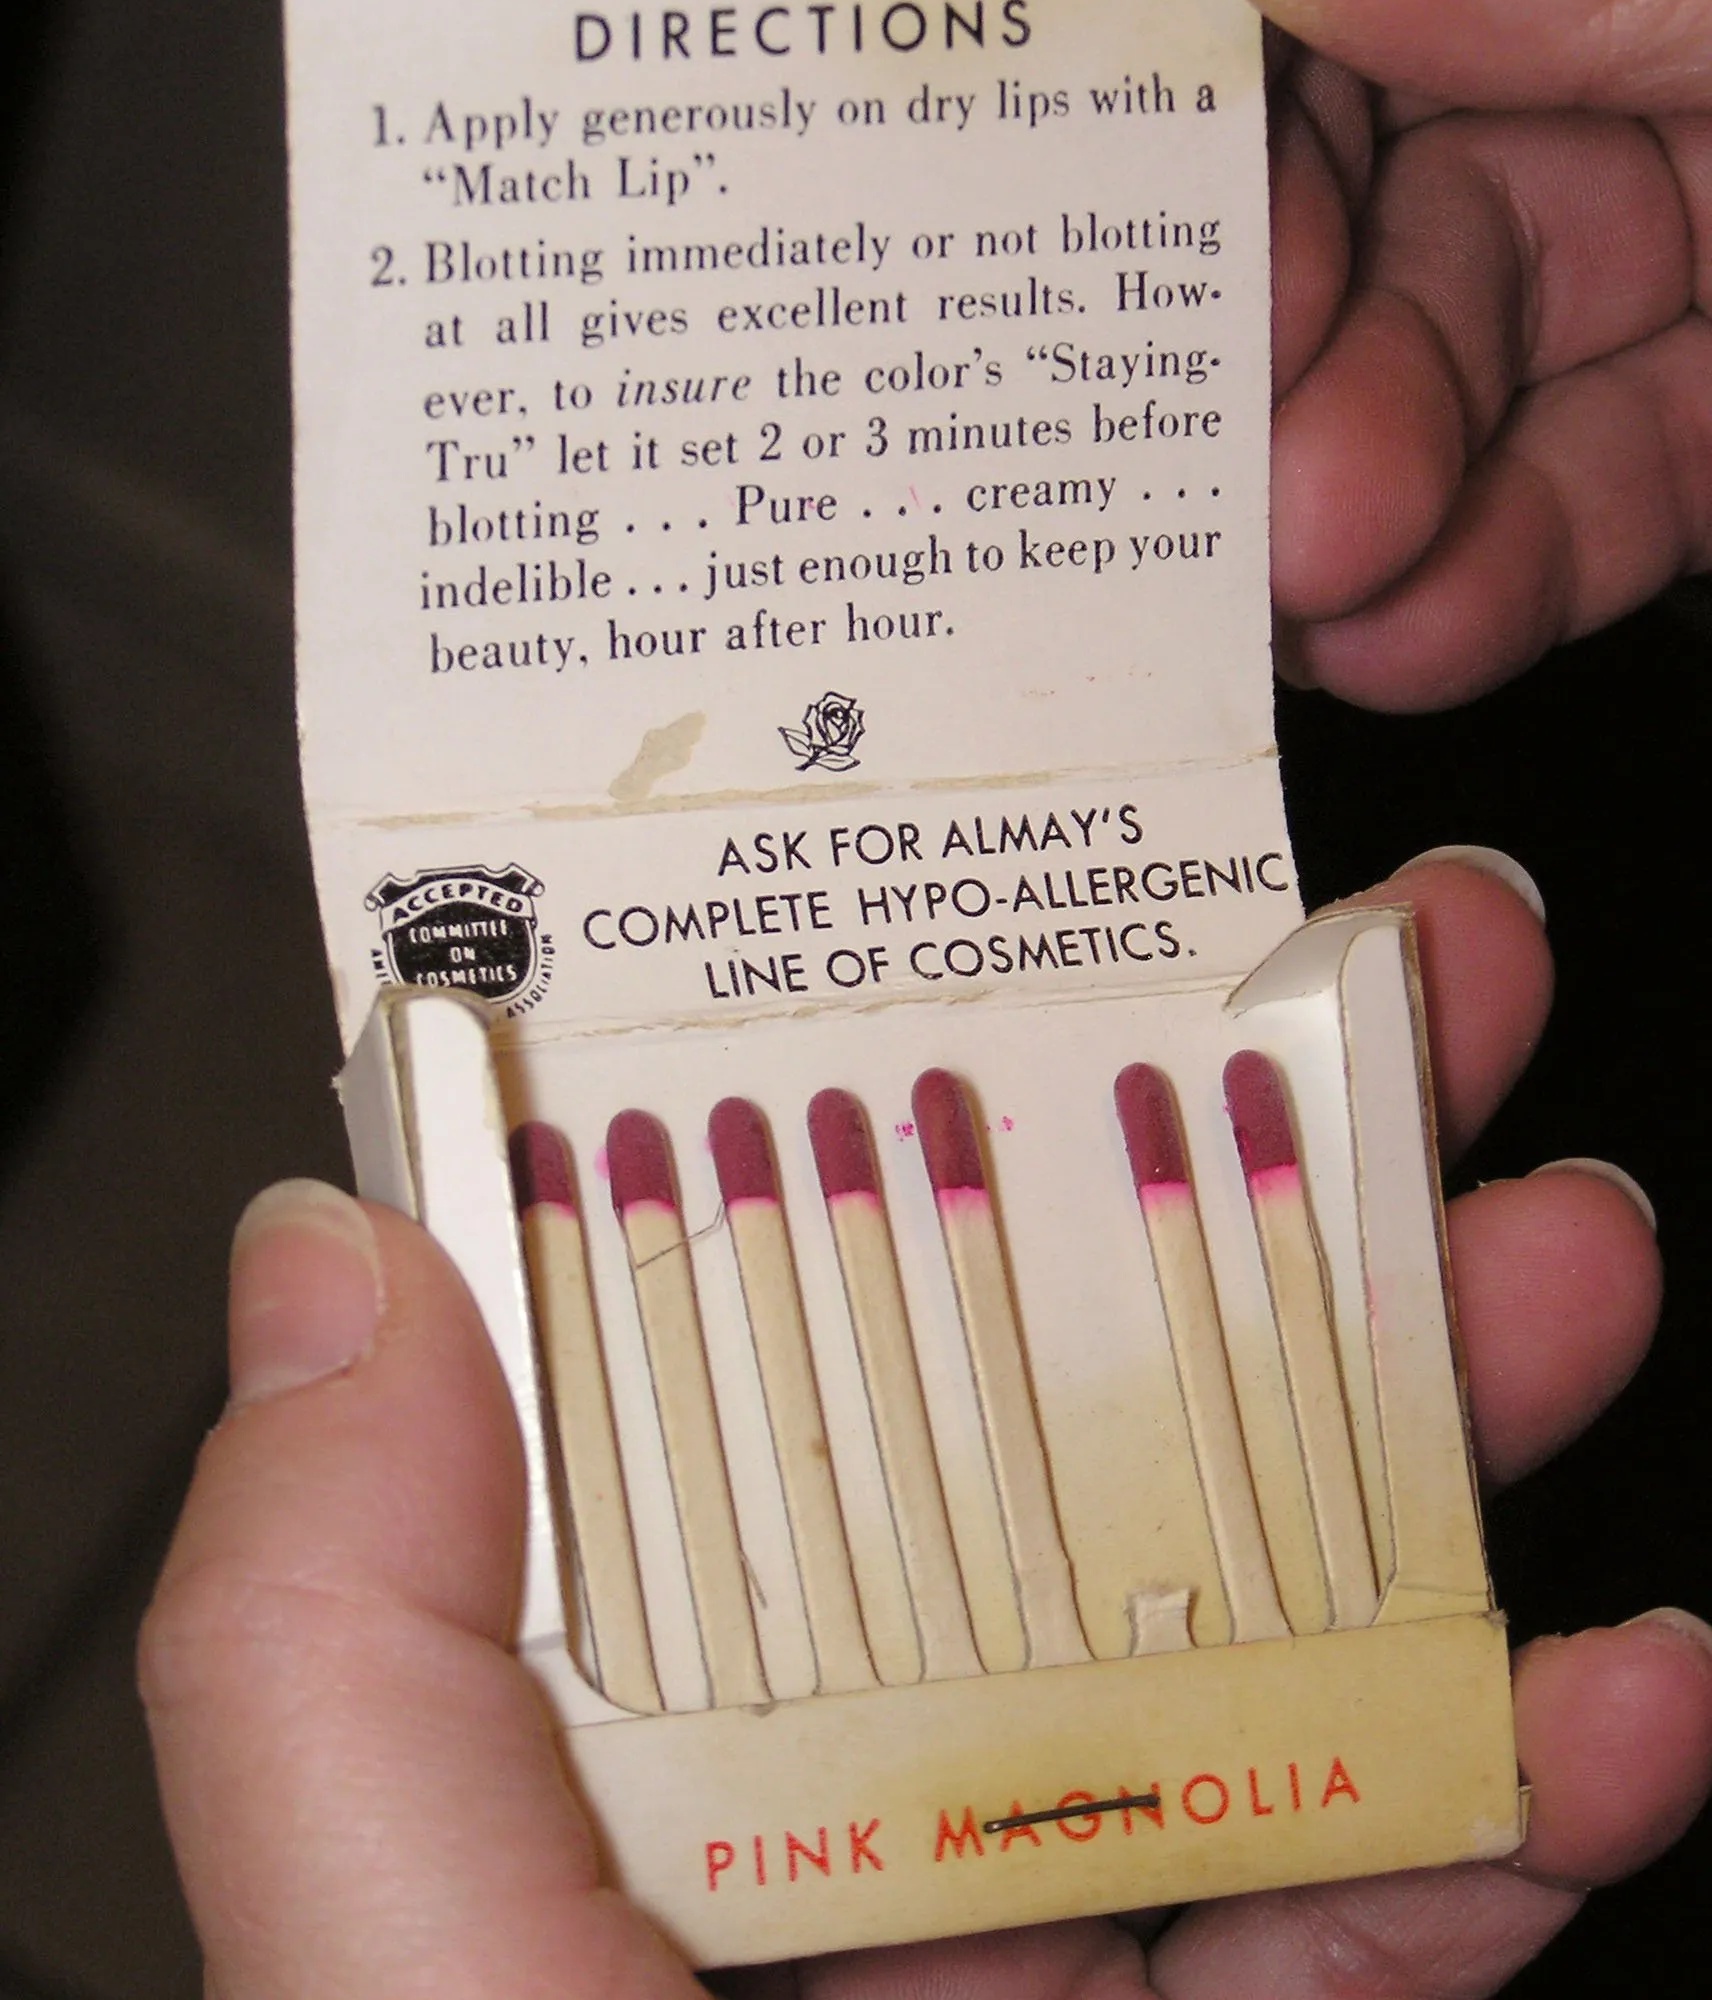 DIRECTIONS
1. Apply generously on dry lips with a
“Match Lip”.
2. Blotting immediately or not blotting
at all gives excellent results. How-
ever, to insure the color’s “Staying-
Tru” let it set 2 or 3 minutes before
blotting . . . Pure . . . creamy . . .
indelible . . . just enough to keep your
beauty, hour after hour.
ACCEPTED
COMMITTEE
ON
COSMETICS
ASSOCIATION
ASK FOR ALMAY’S
COMPLETE HYPO-ALLERGENIC
LINE OF COSMETICS.
PINK MAGNOLIA